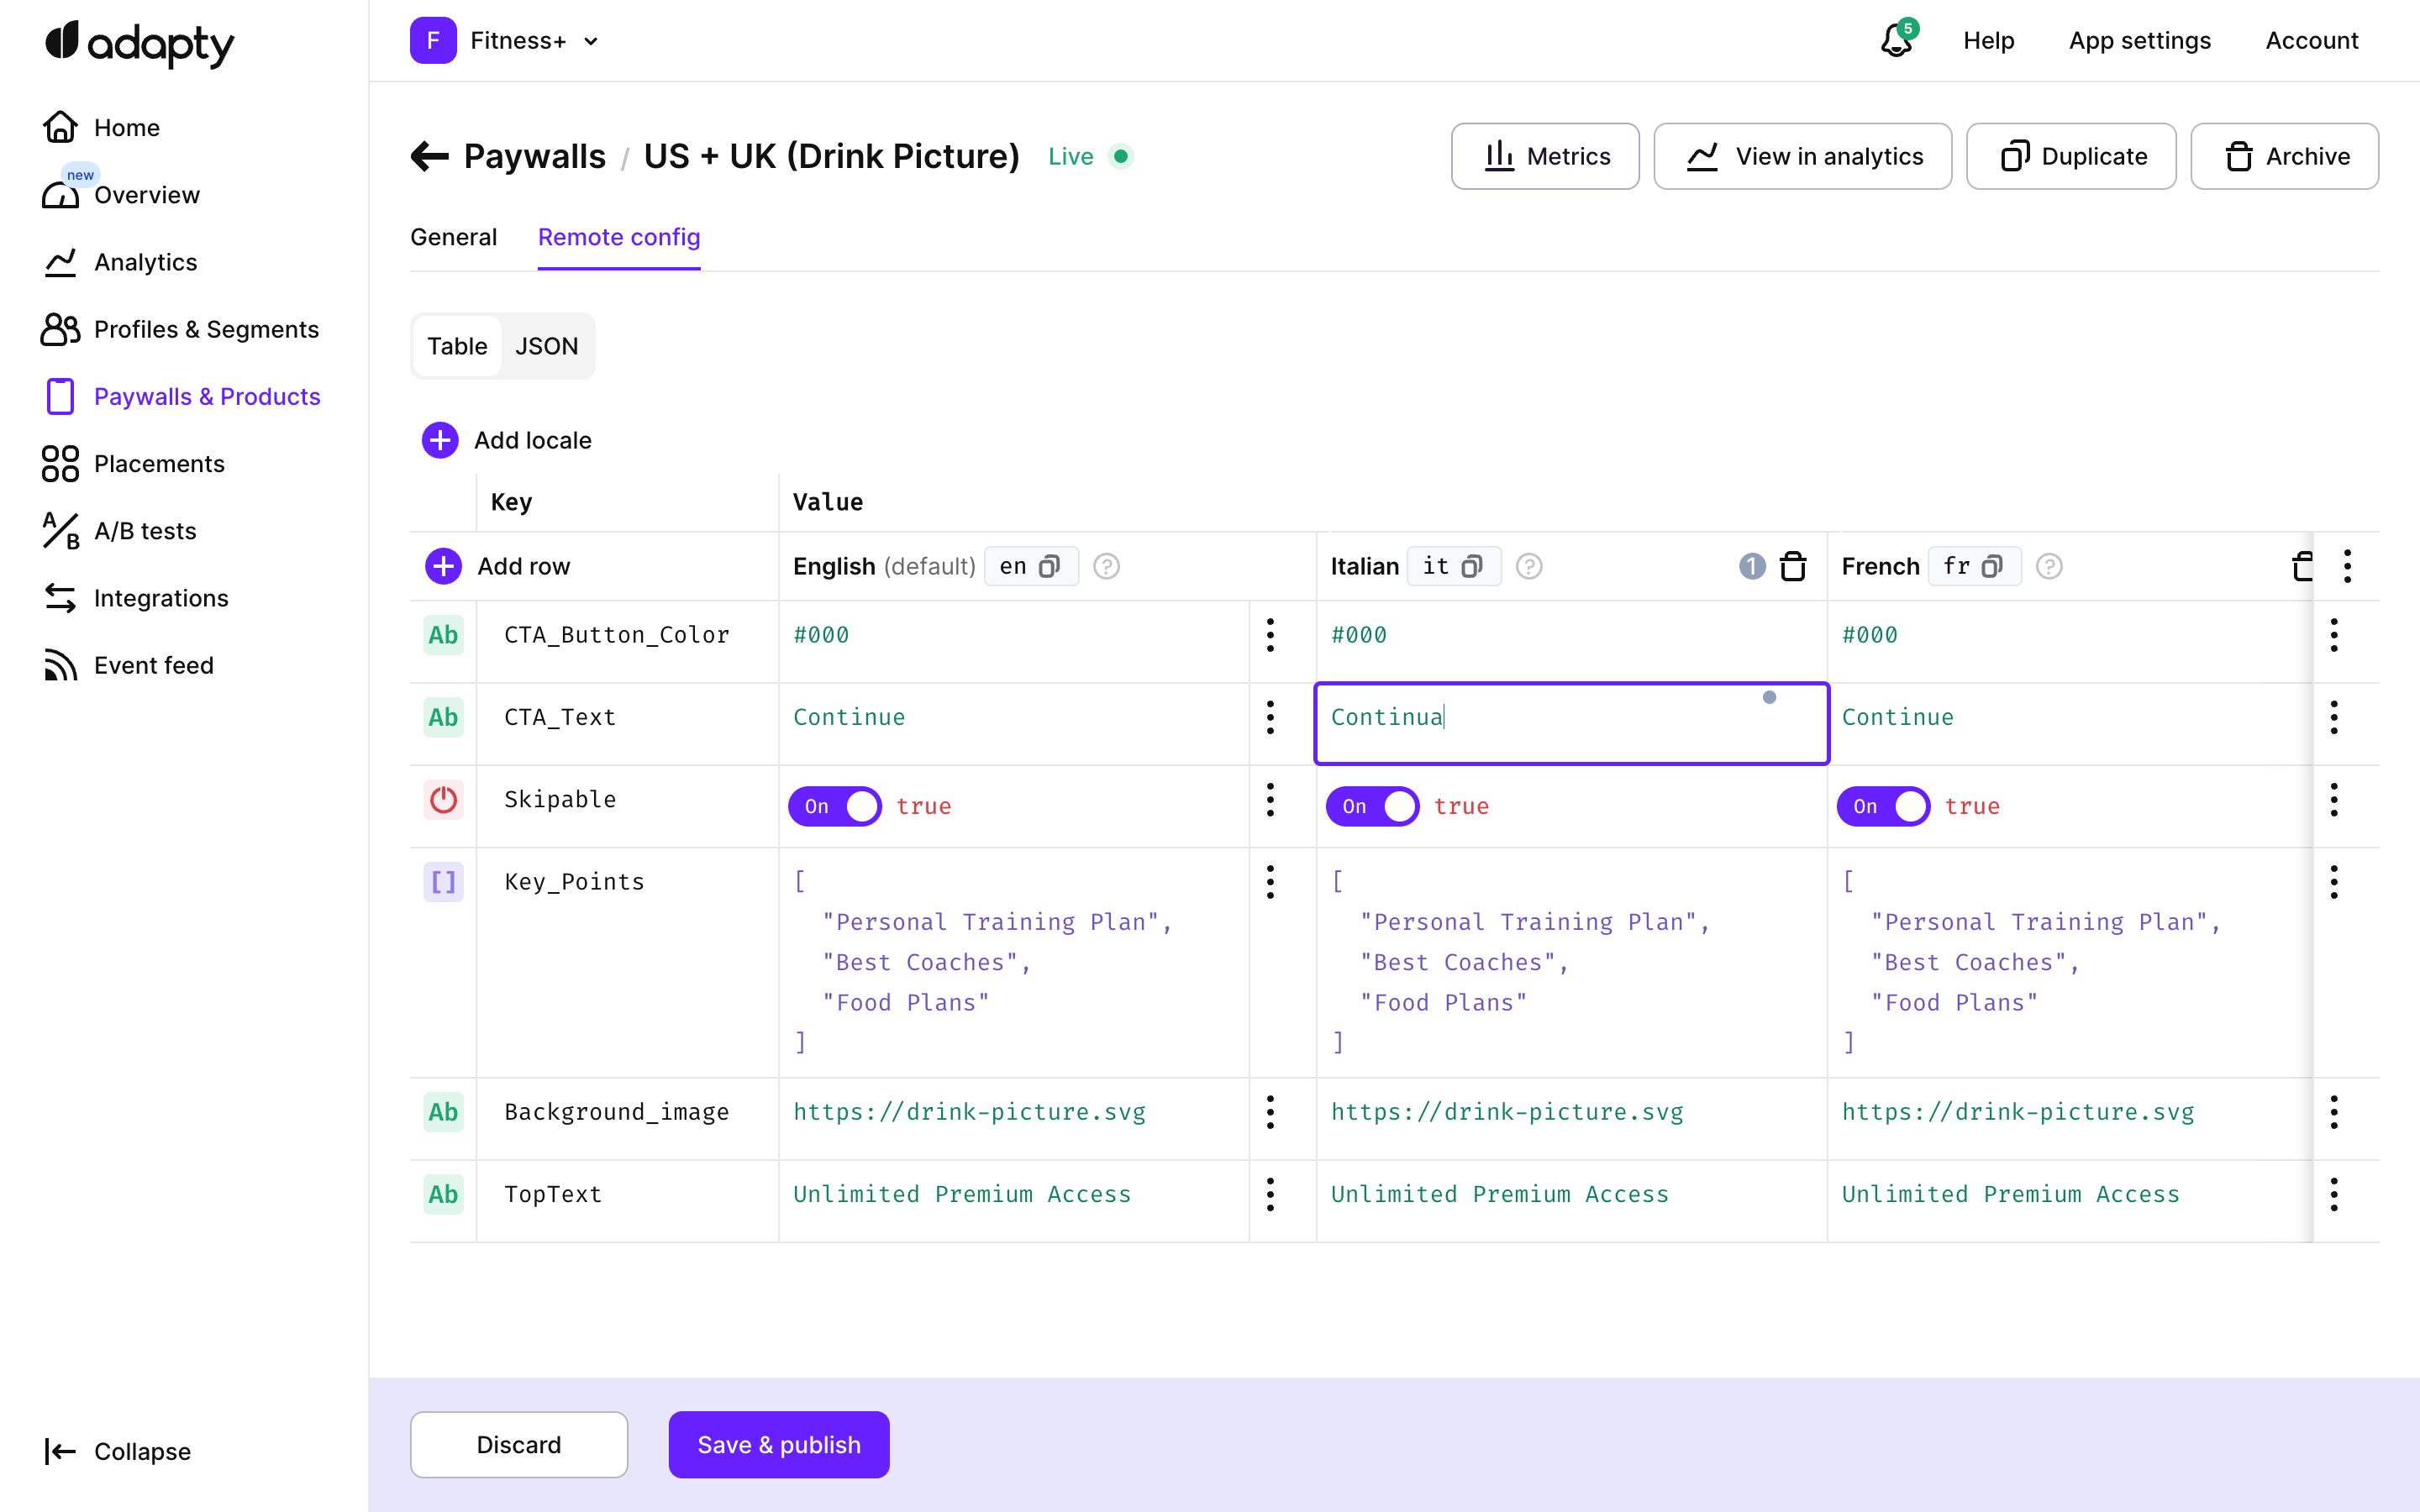 adapty
F Fitness+
5
Help
App settings
Account
Home
new
Overview
Analytics
Profiles & Segments
Paywalls & Products
Placements
A/B tests
Integrations
Event feed
Collapse
Paywalls / US + UK (Drink Picture) Live
Metrics
View in analytics
Duplicate
Archive
General
Remote config
Table
JSON
Add locale
Key Value
Add row English (default) en ? Italian it ? 1 French fr ?
Ab CTA_Button_Color #000 #000 #000
Ab CTA_Text Continue Continua Continue
Skipable On true On true On true
[] Key_Points [ [ [
"Personal Training Plan", "Personal Training Plan", "Personal Training Plan",
"Best Coaches", "Best Coaches", "Best Coaches",
"Food Plans" "Food Plans" "Food Plans"
] ] ]
Ab Background_image https://drink-picture.svg https://drink-picture.svg https://drink-picture.svg
Ab TopText Unlimited Premium Access Unlimited Premium Access Unlimited Premium Access
Discard
Save & publish